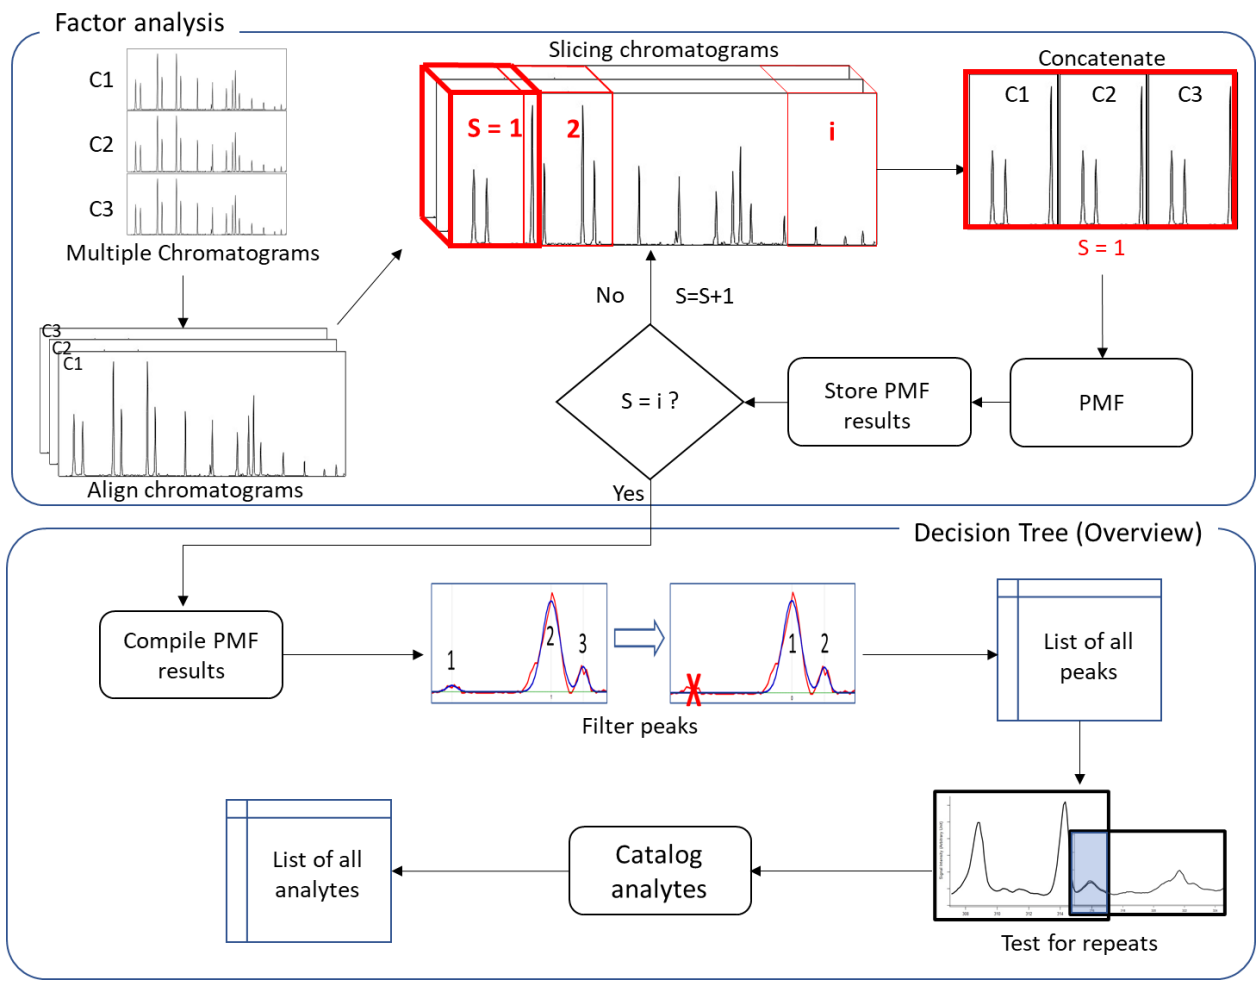 Factor analysis
C1
C2
C3
Multiple Chromatograms
C3
C2
C1
Align chromatograms
Slicing chromatograms
S = 1
2
i
Concatenate
C1
C2
C3
S = 1
PMF
Store PMF
results
S = i ?
No
S=S+1
Yes
Decision Tree (Overview)
Compile PMF
results
1
2
3
1
2
X
Filter peaks
List of all
peaks
Test for repeats
Catalog
analytes
List of all
analytes